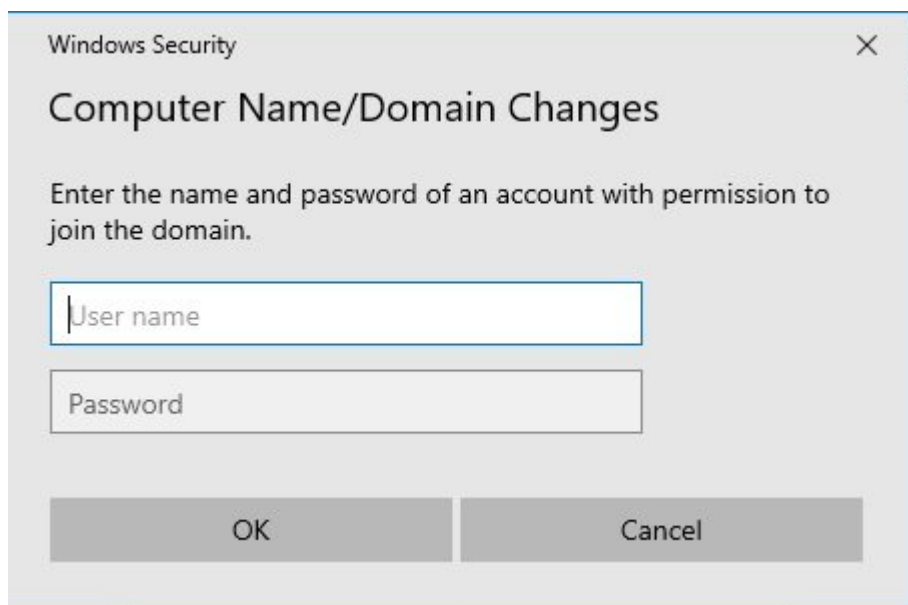 Windows Security
Computer Name/Domain Changes
Enter the name and password of an account with permission to
join the domain.
User name
Password
OK Cancel